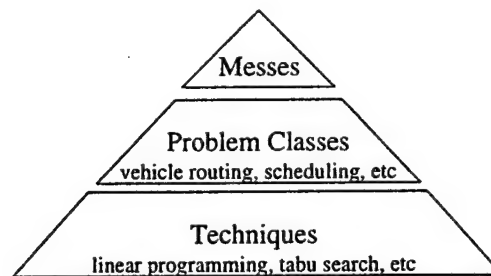 Messes
Problem Classes
vehicle routing, scheduling, etc
Techniques
linear programming, tabu search, etc